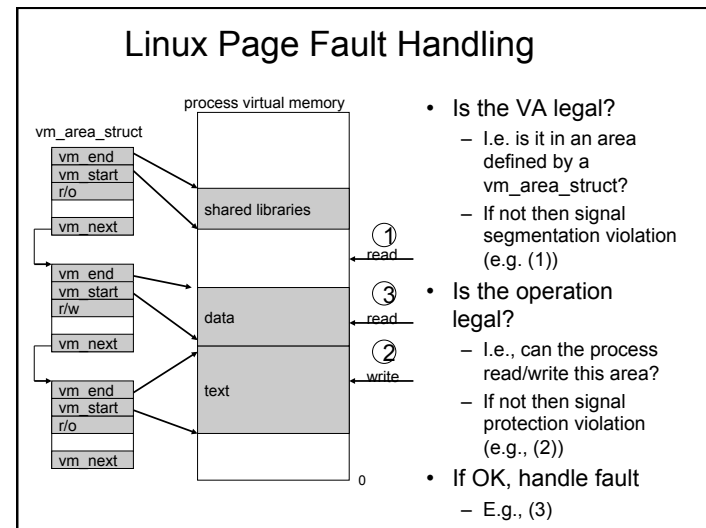 Linux Page Fault Handling
process virtual memory
vm_area_struct
vm_end
vm_start
r/o
vm_next
vm_end
vm_start
r/w
vm_next
vm_end
vm_start
r/o
vm_next
shared libraries
data
text
0
1
read
3
read
2
write
• Is the VA legal?
– I.e. is it in an area
defined by a
vm_area_struct?
– If not then signal
segmentation violation
(e.g. (1))
• Is the operation
legal?
– I.e., can the process
read/write this area?
– If not then signal
protection violation
(e.g., (2))
• If OK, handle fault
– E.g., (3)